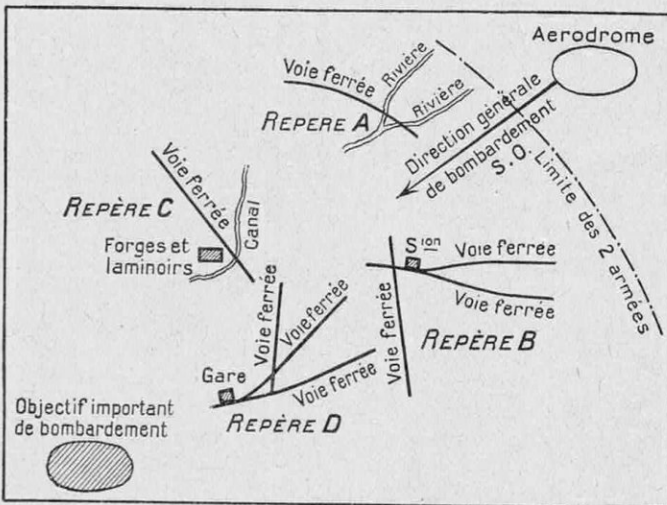 Aerodrome
Voie ferrée
Rivière
Rivière
REPERE A
Direction générale
de bombardement
S.O.
Limite des 2 armées
Voie ferrée
REPÈRE C
Canal
Forges et
laminoirs
Sion
Voie ferrée
Voie ferrée
Voie ferrée
REPÈRE B
Voie ferrée
Voie ferrée
Voie ferrée
Gare
REPÈRE D
Objectif important
de bombardement